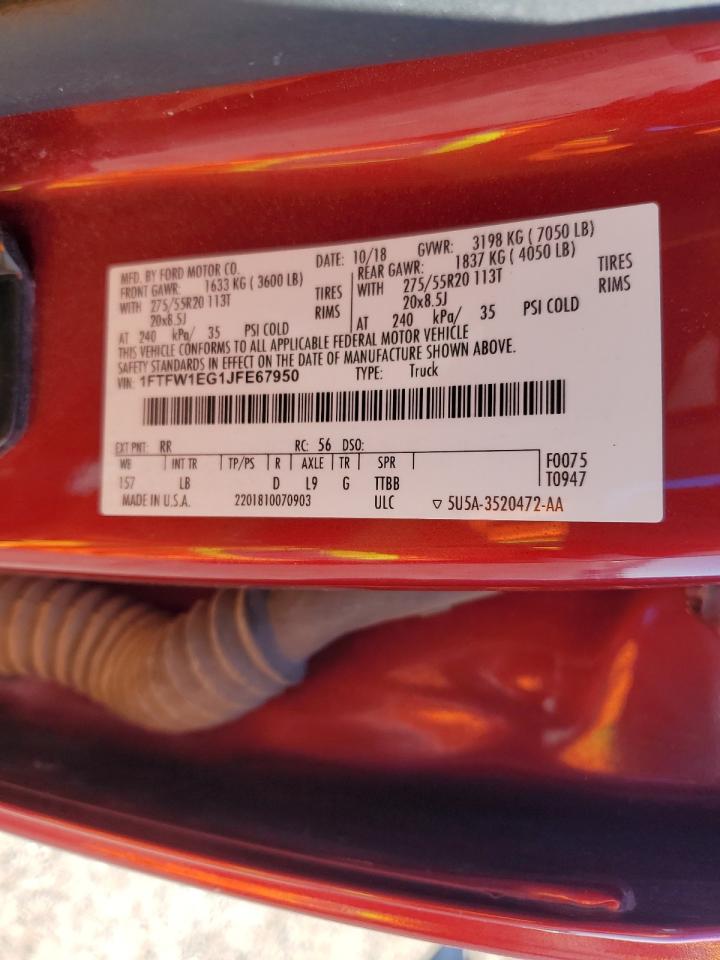 MFD. BY FORD MOTOR CO. DATE: 10/18 GVWR: 3198 KG ( 7050 LB)
FRONT GAWR: 1633 KG ( 3600 LB) REAR GAWR: 1837 KG ( 4050 LB)
WITH 275/55R20 113T TIRES WITH 275/55R20 113T TIRES
20x8.5J RIMS 20x8.5J RIMS
AT 240 kPa/ 35 PSI COLD AT 240 kPa/ 35 PSI COLD
THIS VEHICLE CONFORMS TO ALL APPLICABLE FEDERAL MOTOR VEHICLE
SAFETY STANDARDS IN EFFECT ON THE DATE OF MANUFACTURE SHOWN ABOVE.
VIN: 1FTFW1EG1JFE67950 TYPE: Truck
EXT PNT: RR RC: 56 DSO:
WB INT TR TP/PS R AXLE TR SPR F0075
157 LB D L9 G TTBB T0947
MADE IN U.S.A. 2201810070903 ULC ▽ 5U5A-3520472-AA